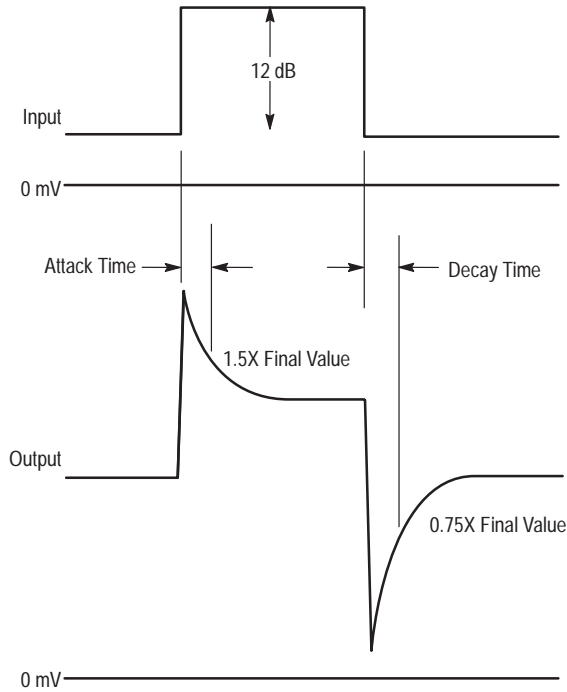 12 dB
Input
0 mV
Attack Time
Decay Time
1.5X Final Value
Output
0.75X Final Value
0 mV